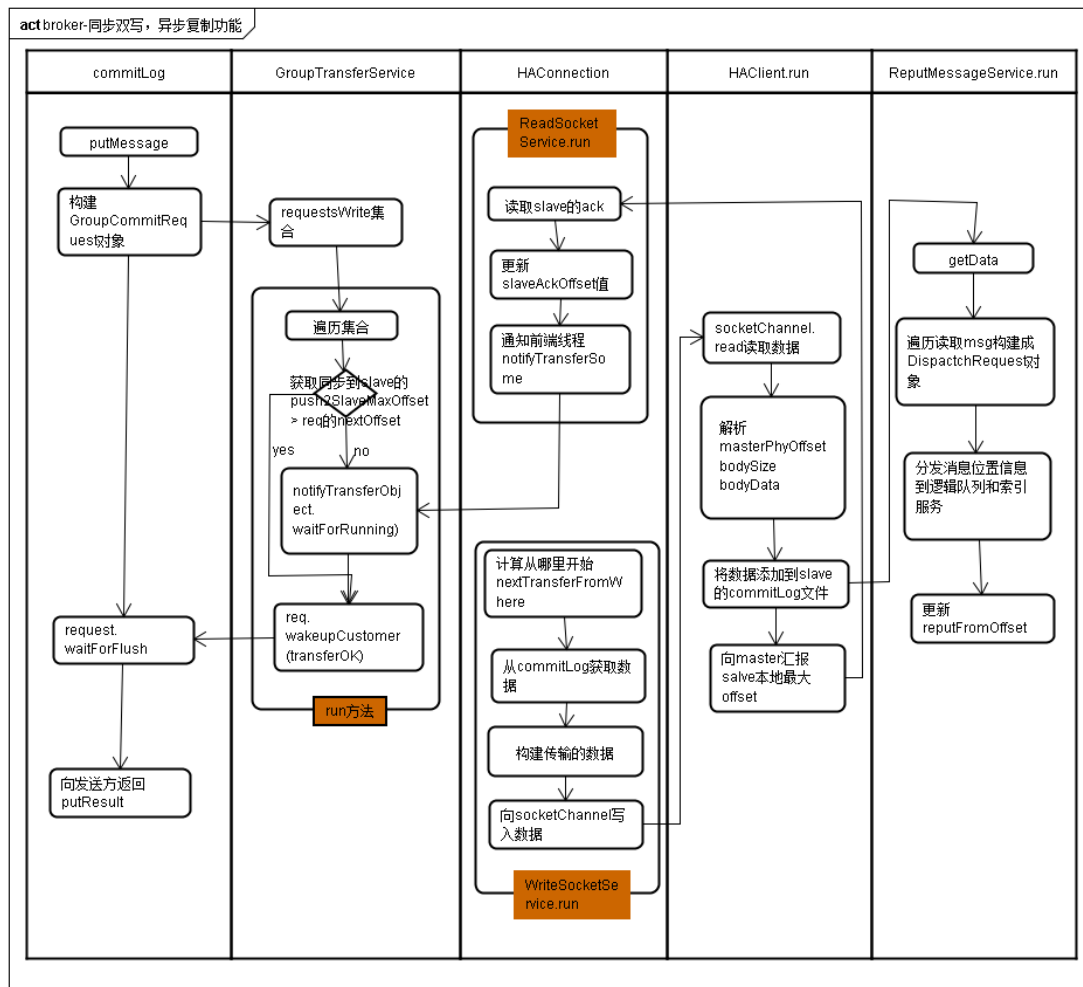 act broker-同步双写，异步复制功能
commitLog
GroupTransferService
HAConnection
HAClient.run
ReputMessageService.run
putMessage
构建
GroupCommitReq
uest对象
request.
waitForFlush
向发送方返回
putResult
requestsWrite集
合
遍历集合
获取同步到slave的
push2SlaveMaxOffset
> req的nextOffset
yes
no
notifyTransferObj
ect.
waitForRunning)
req.
wakeupCustomer
(transferOK)
run方法
ReadSocket
Service.run
读取slave的ack
更新
slaveAckOffset值
通知前端线程
notifyTransferSo
me
计算从哪里开始
nextTransferFromW
here
从commitLog获取数
据
构建传输的数据
向socketChannel写
入数据
WriteSocketSe
rvice.run
socketChannel.
read读取数据
解析
masterPhyOffset
bodySize
bodyData
将数据添加到slave
的commitLog文件
向master汇报
salve本地最大
offset
getData
遍历读取msg构建成
DispactchRequest对
象
分发消息位置信息
到逻辑队列和索引
服务
更新
reputFromOffset